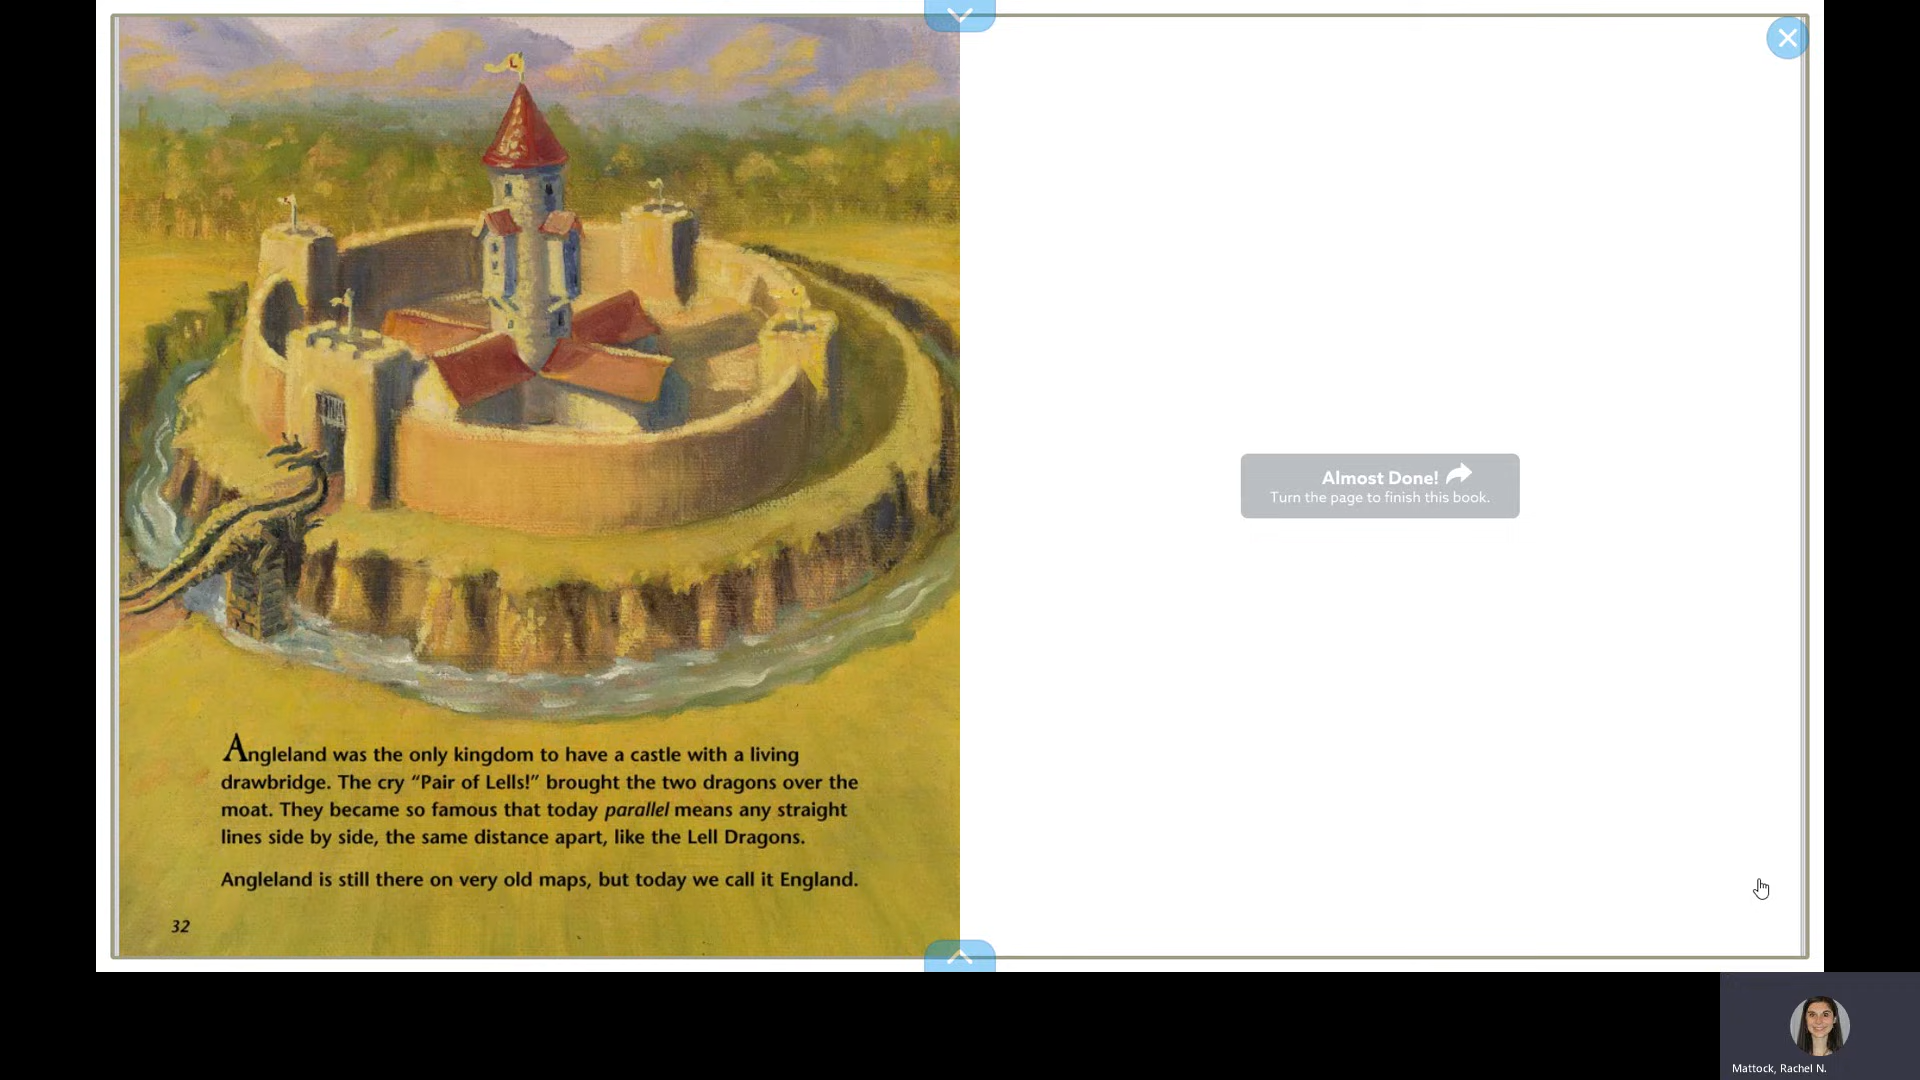 Angleland was the only kingdom to have a castle with a living
drawbridge. The cry “Pair of Lells!” brought the two dragons over the
moat. They became so famous that today parallel means any straight
lines side by side, the same distance apart, like the Lell Dragons.
Angleland is still there on very old maps, but today we call it England.
32
Almost Done!
Turn the page to finish this book.
Mattock, Rachel N.